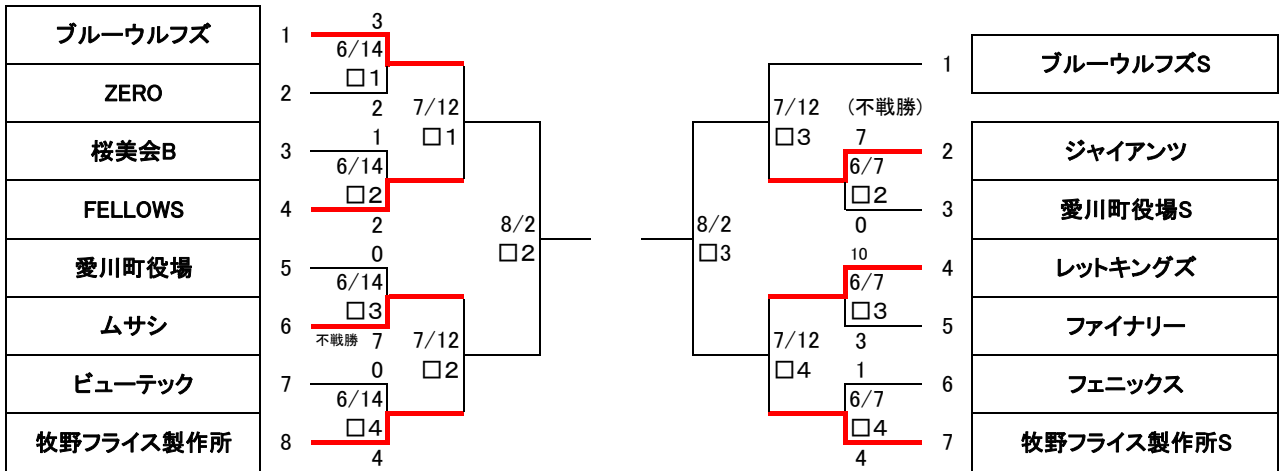 ブルーウルフズ 1 3
6/14
□1
ZERO 2 2
7/12
□1
桜美会B 3 1
6/14
□2
FELLOWS 4 2
8/2
□2
愛川町役場 5 0
6/14
□3
ムサシ 6 不戦勝 7
7/12
□2
ビューテック 7 0
6/14
□4
牧野フライス製作所 8 4
1 ブルーウルフズS
7/12 (不戦勝)
□3
7 2 ジャイアンツ
6/7
□2
0 3 愛川町役場S
8/2
□3
10 4 レットキングズ
6/7
□3
3 5 ファイナリー
7/12
□4
1 6 フェニックス
6/7
□4
4 7 牧野フライス製作所S